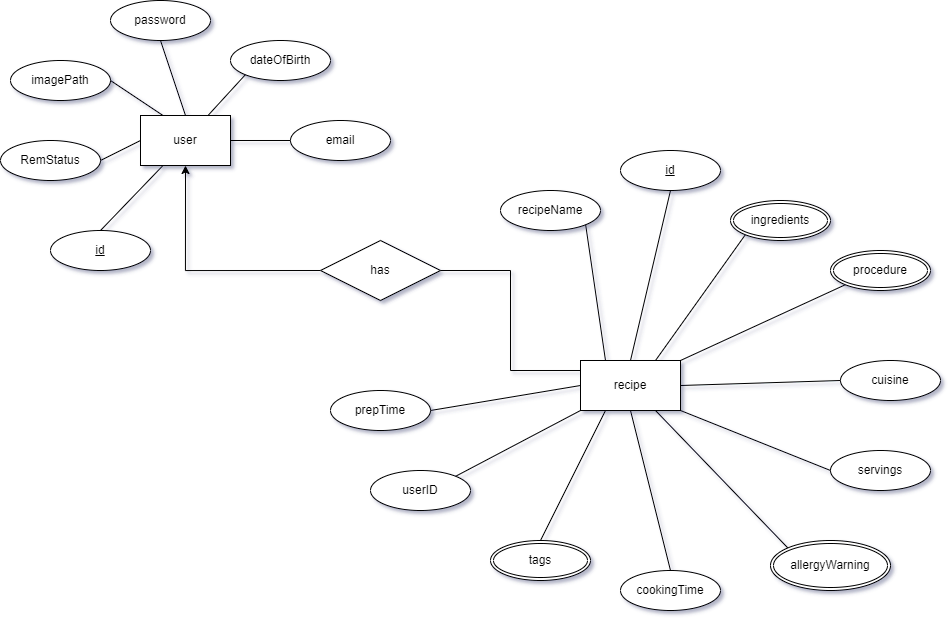 password
dateOfBirth
imagePath
user
email
RemStatus
id
id
recipeName
ingredients
has
procedure
recipe
cuisine
prepTime
servings
userID
tags
allergyWarning
cookingTime